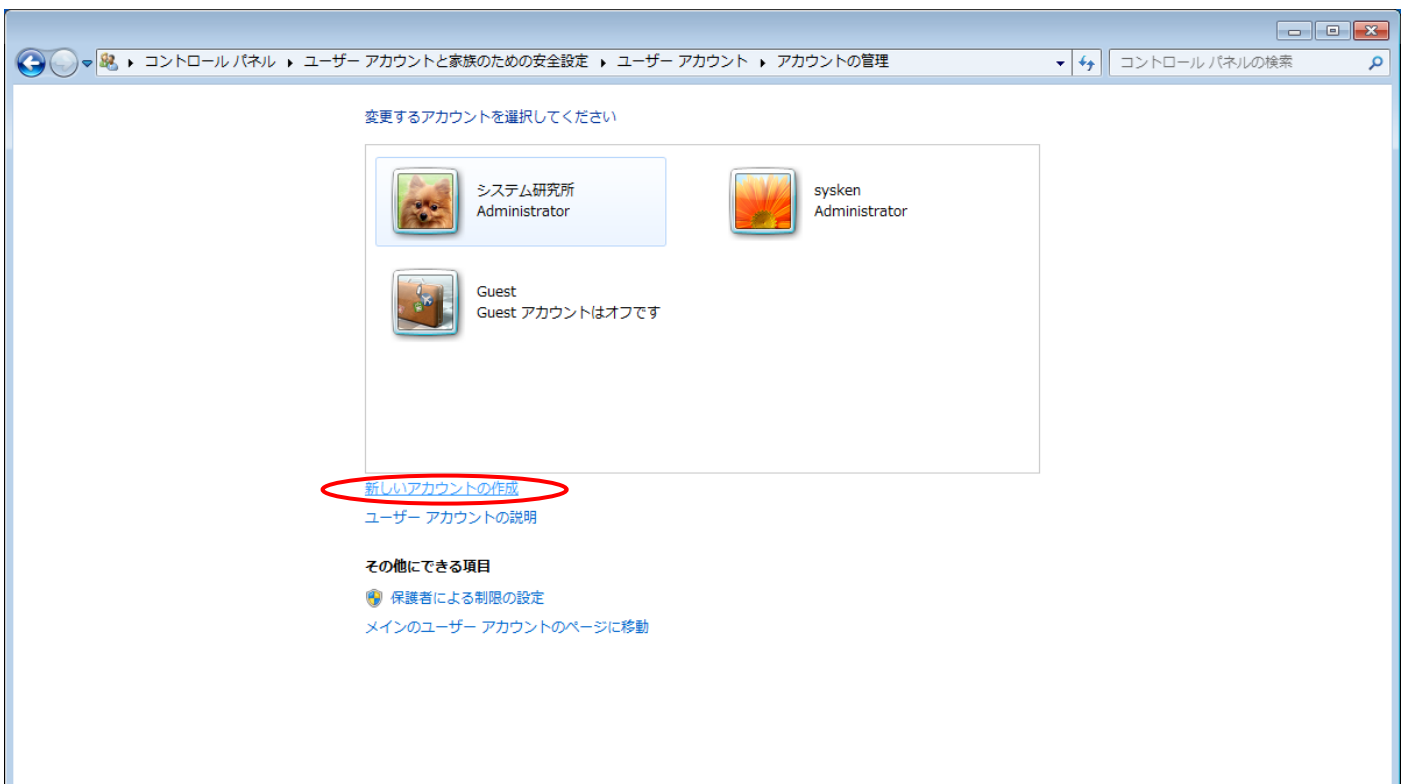 コントロール パネル ▸ ユーザー アカウントと家族のための安全設定 ▸ ユーザー アカウント ▸ アカウントの管理
コントロール パネルの検索
変更するアカウントを選択してください
システム研究所
Administrator
sysken
Administrator
Guest
Guest アカウントはオフです
新しいアカウントの作成
ユーザー アカウントの説明
その他にできる項目
保護者による制限の設定
メインのユーザー アカウントのページに移動